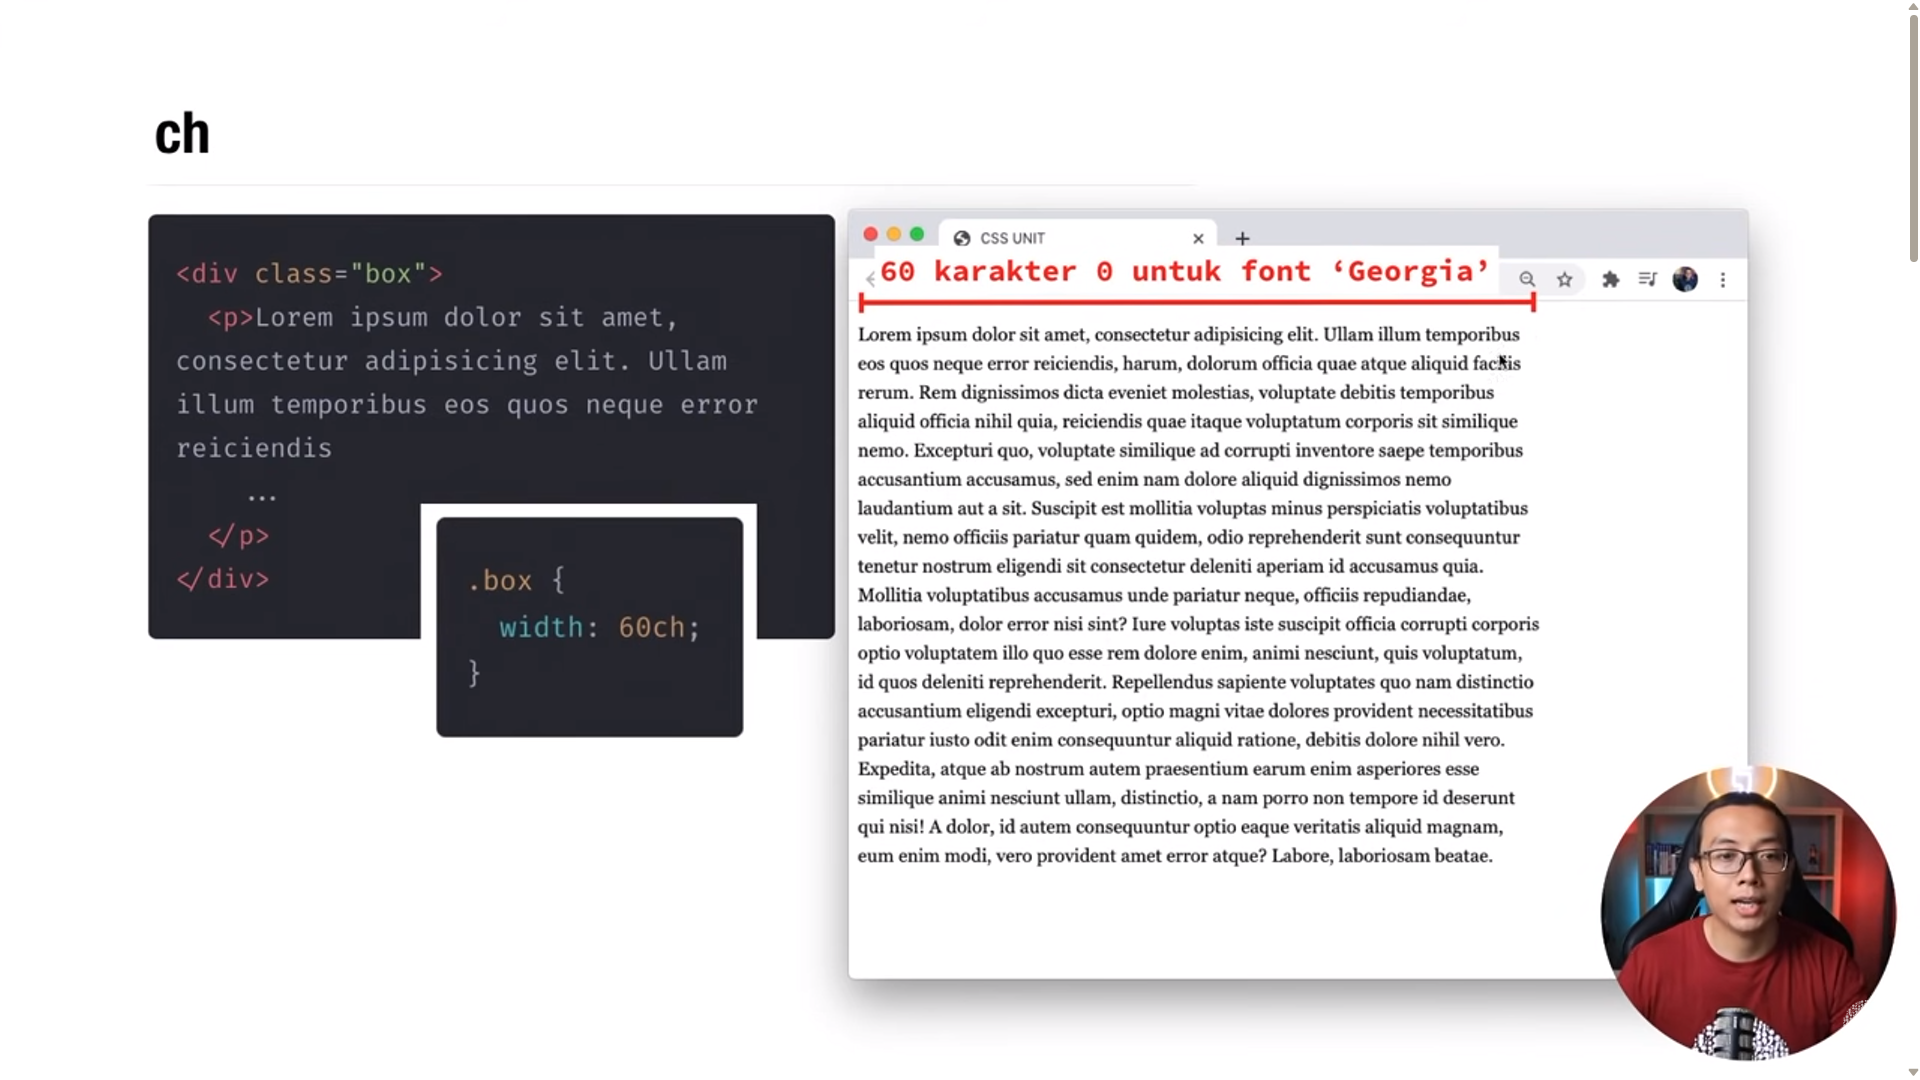 ch
<div class="box">
<p>Lorem ipsum dolor sit amet,
consectetur adipisicing elit. Ullam
illum temporibus eos quos neque error
reiciendis
...
</p>
</div>
.box {
width: 60ch;
}
CSS UNIT
60 karakter 0 untuk font ‘Georgia’
Lorem ipsum dolor sit amet, consectetur adipisicing elit. Ullam illum temporibus
eos quos neque error reiciendis, harum, dolorum officia quae atque aliquid facilis
rerum. Rem dignissimos dicta eveniet molestias, voluptate debitis temporibus
aliquid officia nihil quia, reiciendis quae itaque voluptatum corporis sit similique
nemo. Excepturi quo, voluptate similique ad corrupti inventore saepe temporibus
accusantium accusamus, sed enim nam dolore aliquid dignissimos nemo
laudantium aut a sit. Suscipit est mollitia voluptas minus perspiciatis voluptatibus
velit, nemo officiis pariatur quam quidem, odio reprehenderit sunt consequuntur
tenetur nostrum eligendi sit consectetur deleniti aperiam id accusamus quia.
Mollitia voluptatibus accusamus unde pariatur neque, officiis repudiandae,
laboriosam, dolor error nisi sint? Iure voluptas iste suscipit officia corrupti corporis
optio voluptatem illo quo esse rem dolore enim, animi nesciunt, quis voluptatum,
id quos deleniti reprehenderit. Repellendus sapiente voluptates quo nam distinctio
accusantium eligendi excepturi, optio magni vitae dolores provident necessitatibus
pariatur iusto odit enim consequuntur aliquid ratione, debitis dolore nihil vero.
Expedita, atque ab nostrum autem praesentium earum enim asperiores esse
similique animi nesciunt ullam, distinctio, a nam porro non tempore id deserunt
qui nisi! A dolor, id autem consequuntur optio eaque veritatis aliquid magnam,
eum enim modi, vero provident amet error atque? Labore, laboriosam beatae.